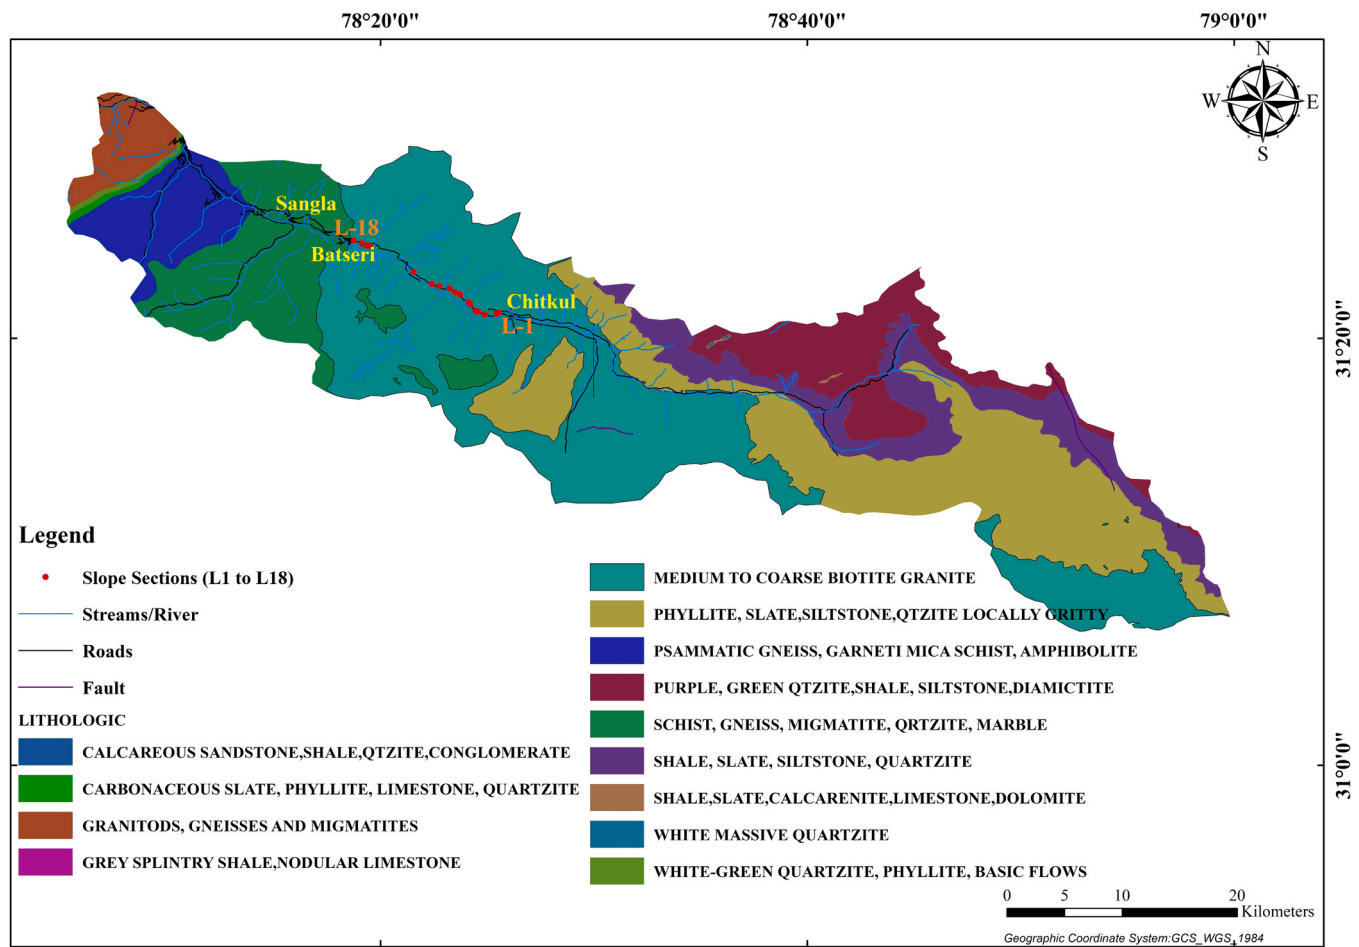 78°20'0"
78°40'0"
79°0'0"
N
W
E
S
Sangla
L-18
Batseri
Chitkul
L-1
31°20'0"
31°0'0"
Legend
Slope Sections (L1 to L18)
Streams/River
Roads
Fault
LITHOLOGIC
CALCAREOUS SANDSTONE,SHALE,QTZITE,CONGLOMERATE
CARBONACEOUS SLATE, PHYLLITE, LIMESTONE, QUARTZITE
GRANITODS, GNEISSES AND MIGMATITES
GREY SPLINTRY SHALE,NODULAR LIMESTONE
MEDIUM TO COARSE BIOTITE GRANITE
PHYLLITE, SLATE,SILTSTONE,QTZITE LOCALLY GRITTY
PSAMMATIC GNEISS, GARNETI MICA SCHIST, AMPHIBOLITE
PURPLE, GREEN QTZITE,SHALE, SILTSTONE,DIAMICTITE
SCHIST, GNEISS, MIGMATITE, QRTZITE, MARBLE
SHALE, SLATE, SILTSTONE, QUARTZITE
SHALE,SLATE,CALCARENITE,LIMESTONE,DOLOMITE
WHITE MASSIVE QUARTZITE
WHITE-GREEN QUARTZITE, PHYLLITE, BASIC FLOWS
0 5 10 20
Kilometers
Geographic Coordinate System:GCS_WGS_1984